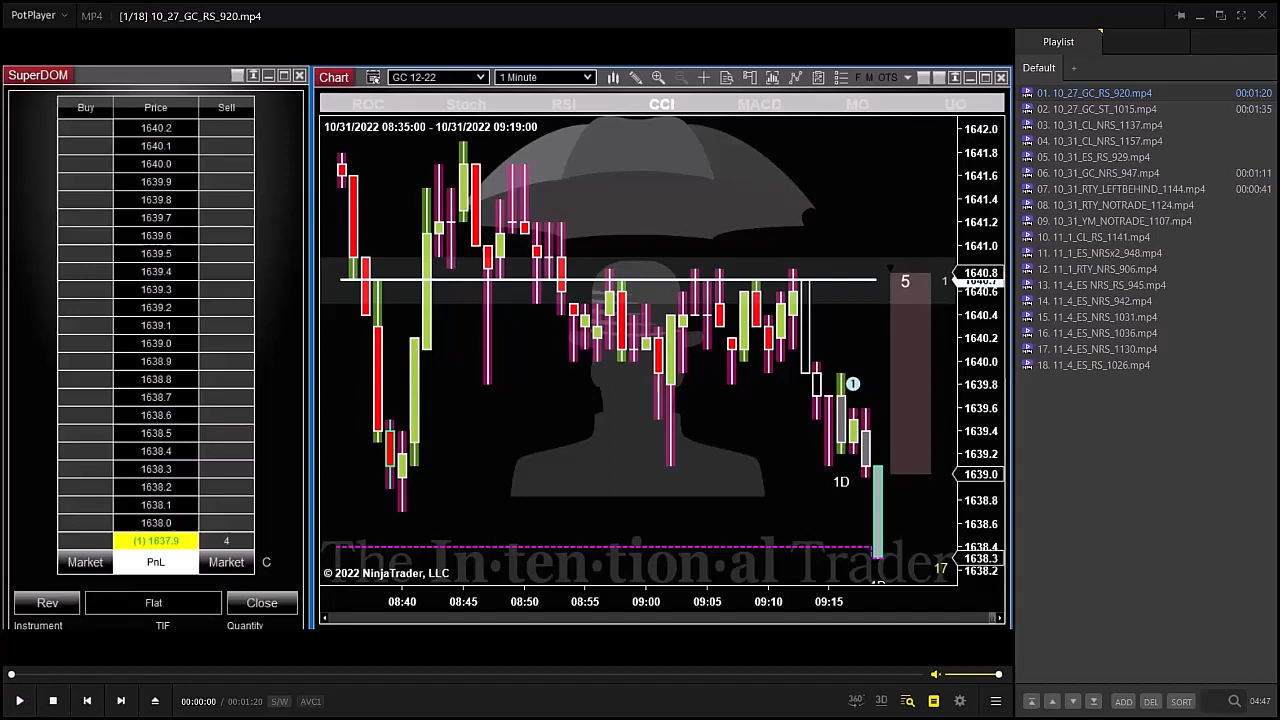 PotPlayer MP4 [1/18] 10_27_GC_RS_920.mp4
SuperDOM
Buy Price Sell
1640.2
1640.1
1640.0
1639.9
1639.8
1639.7
1639.6
1639.5
1639.4
1639.3
1639.2
1639.1
1639.0
1638.9
1638.8
1638.7
1638.6
1638.5
1638.4
1638.3
1638.2
1638.1
1638.0
(1) 1637.9 4
Market PnL Market C
Rev Flat Close
Instrument TIF Quantity
Chart GC 12-22 1 Minute F M OTS
ROC Stoch RSI CCI MACD MO UO
10/31/2022 08:35:00 - 10/31/2022 09:19:00
1642.0
1641.8
1641.6
1641.4
1641.2
1641.0
1640.8
1640.6
1640.4
1640.2
1640.0
1639.8
1639.6
1639.4
1639.2
1639.0
1638.8
1638.6
1638.4
1638.3
1638.2
5 1
1
1D
17
The In·ten·tion·al Trader
© 2022 NinjaTrader, LLC
08:40 08:45 08:50 08:55 09:00 09:05 09:10 09:15
Playlist
Default +
01. 10_27_GC_RS_920.mp4 00:01:20
02. 10_27_GC_ST_1015.mp4 00:01:35
03. 10_31_CL_NRS_1137.mp4
04. 10_31_CL_NRS_1157.mp4
05. 10_31_ES_RS_929.mp4
06. 10_31_GC_NRS_947.mp4 00:01:11
07. 10_31_RTY_LEFTBEHIND_1144.mp4 00:00:41
08. 10_31_RTY_NOTRADE_1124.mp4
09. 10_31_YM_NOTRADE_1107.mp4
10. 11_1_CL_RS_1141.mp4
11. 11_1_ES_NRSx2_948.mp4
12. 11_1_RTY_NRS_906.mp4
13. 11_4_ES_NRS_RS_945.mp4
14. 11_4_ES_NRS_942.mp4
15. 11_4_ES_NRS_1031.mp4
16. 11_4_ES_NRS_1036.mp4
17. 11_4_ES_NRS_1130.mp4
18. 11_4_ES_RS_1026.mp4
00:00:00 / 00:01:20 S/W AVC1
360° 3D
ADD DEL SORT 04:47